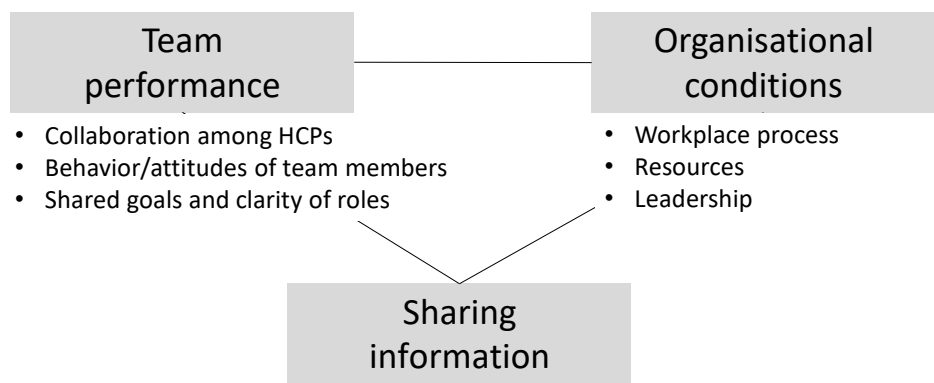 Team
performance
Organisational
conditions
• Collaboration among HCPs
• Behavior/attitudes of team members
• Shared goals and clarity of roles
• Workplace process
• Resources
• Leadership
Sharing
information